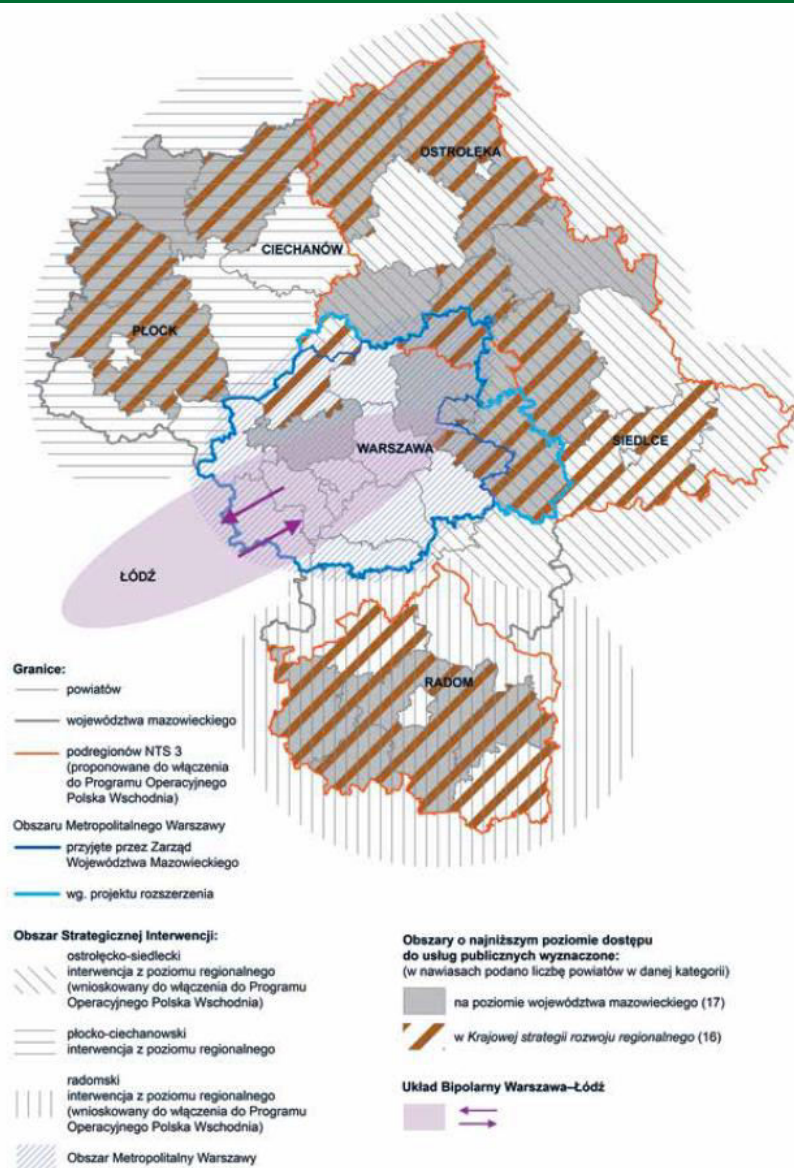 OSTROŁĘKA
CIECHANÓW
PŁOCK
WARSZAWA
SIEDLCE
ŁÓDŹ
RADOM
Granice:
powiatów
województwa mazowieckiego
podregionów NTS 3
(proponowane do włączenia
do Programu Operacyjnego
Polska Wschodnia)
Obszaru Metropolitalnego Warszawy
przyjęte przez Zarząd
Województwa Mazowieckiego
wg. projektu rozszerzenia
Obszar Strategicznej Interwencji:
ostrołęcko-siedlecki
interwencja z poziomu regionalnego
(wnioskowany do włączenia do Programu
Operacyjnego Polska Wschodnia)
płocko-ciechanowski
interwencja z poziomu regionalnego
radomski
interwencja z poziomu regionalnego
(wnioskowany do włączenia do Programu
Operacyjnego Polska Wschodnia)
Obszar Metropolitalny Warszawy
Obszary o najniższym poziomie dostępu
do usług publicznych wyznaczone:
(w nawiasach podano liczbę powiatów w danej kategorii)
na poziomie województwa mazowieckiego (17)
w Krajowej strategii rozwoju regionalnego (16)
Układ Bipolarny Warszawa–Łódź